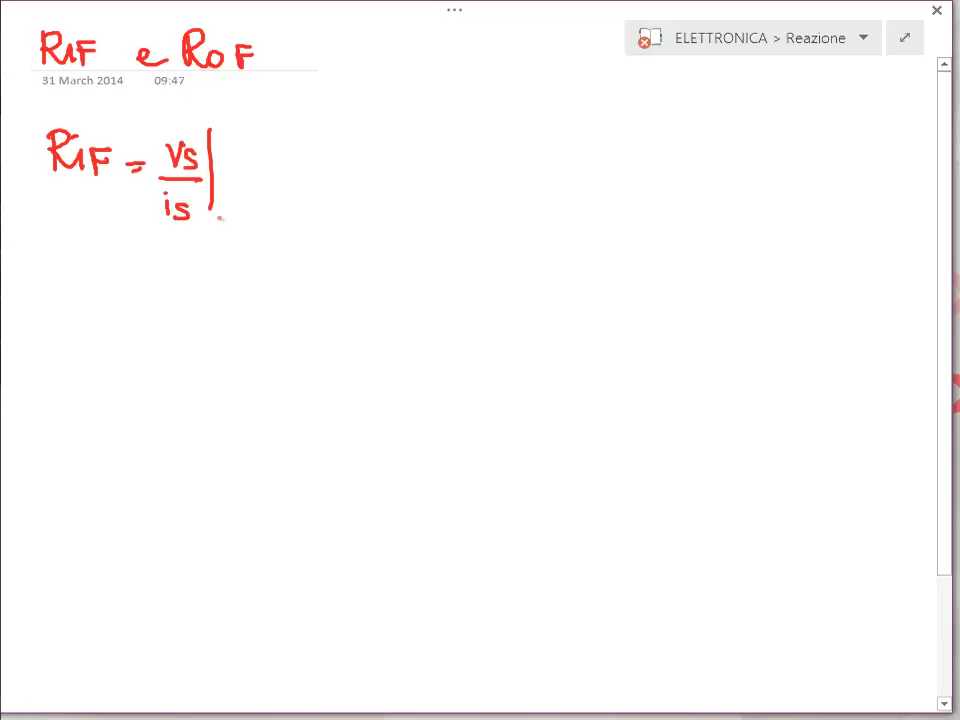 ...
RIF e ROF
ELETTRONICA > Reazione
31 March 2014 09:47
RIF = vs / is |